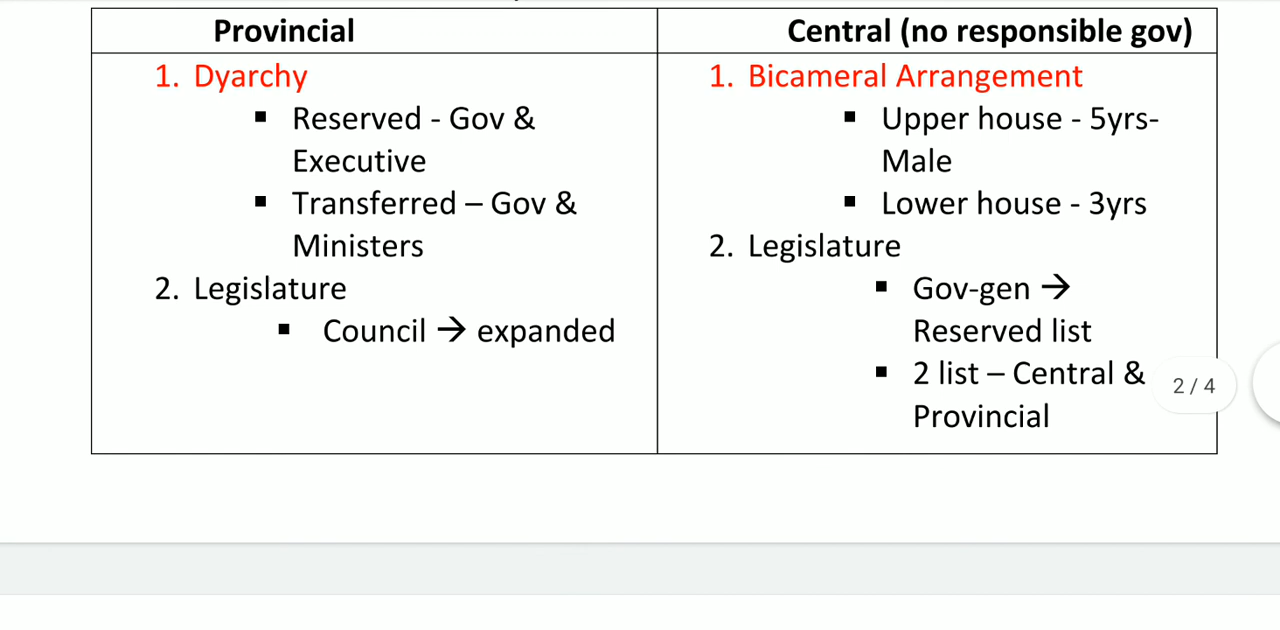 Provincial
Central (no responsible gov)
1. Dyarchy
▪ Reserved - Gov &
Executive
▪ Transferred – Gov &
Ministers
2. Legislature
▪ Council → expanded
1. Bicameral Arrangement
▪ Upper house - 5yrs-
Male
▪ Lower house - 3yrs
2. Legislature
▪ Gov-gen →
Reserved list
▪ 2 list – Central &
Provincial
2 / 4